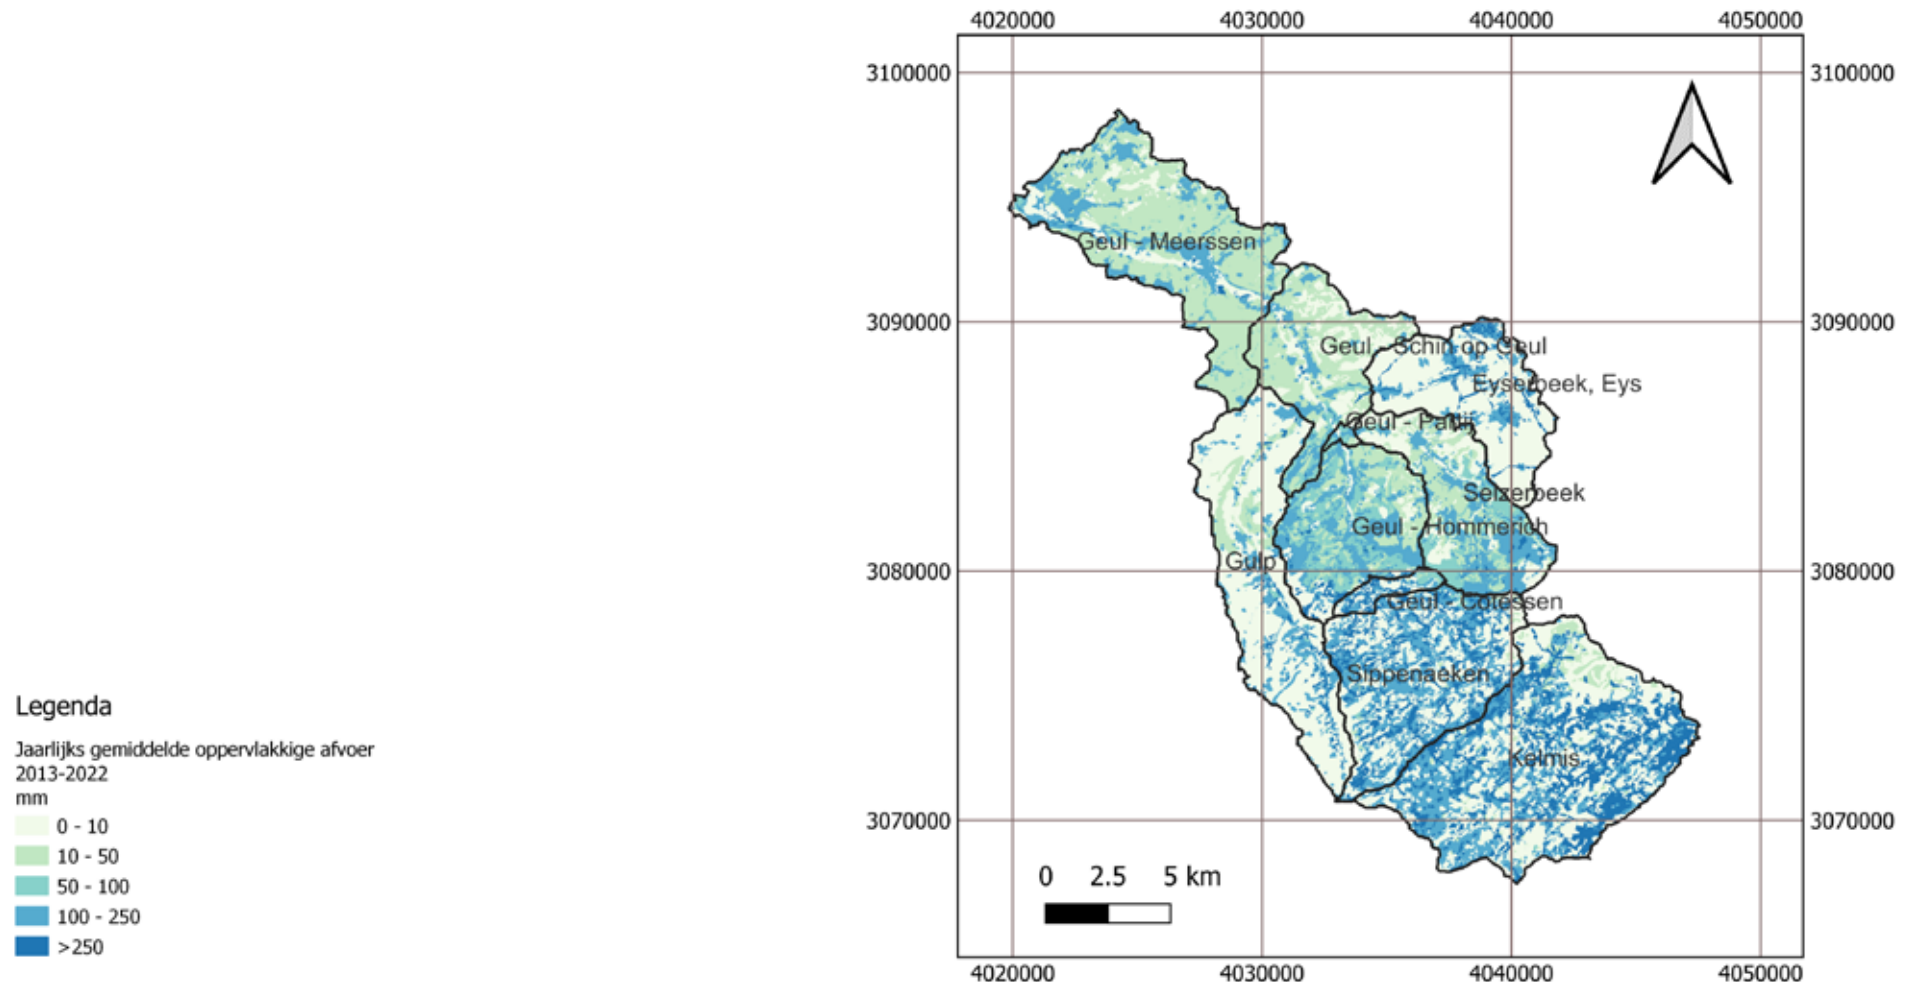 4020000 4030000 4040000 4050000
3100000 3100000
Geul - Meerssen
3090000 3090000
Geul - Schin op Geul
Eyserbeek, Eys
Geul - Partij
Selzerbeek
Geul - Hommerich
Gulp
3080000 3080000
Geul - Cotessen
Sippenaeken
Legenda
Jaarlijks gemiddelde oppervlakkige afvoer
2013-2022
mm
Kelmis
0 - 10
10 - 50
50 - 100
100 - 250
>250
3070000 3070000
0 2.5 5 km
4020000 4030000 4040000 4050000